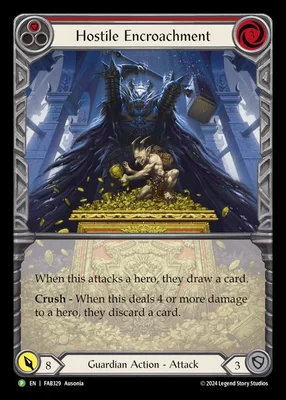 Hostile Encroachment
When this attacks a hero, they draw a card.
Crush - When this deals 4 or more damage
to a hero, they discard a card.
8
Guardian Action - Attack
3
P EN | FAB329 Ausonia
© 2024 Legend Story Studios